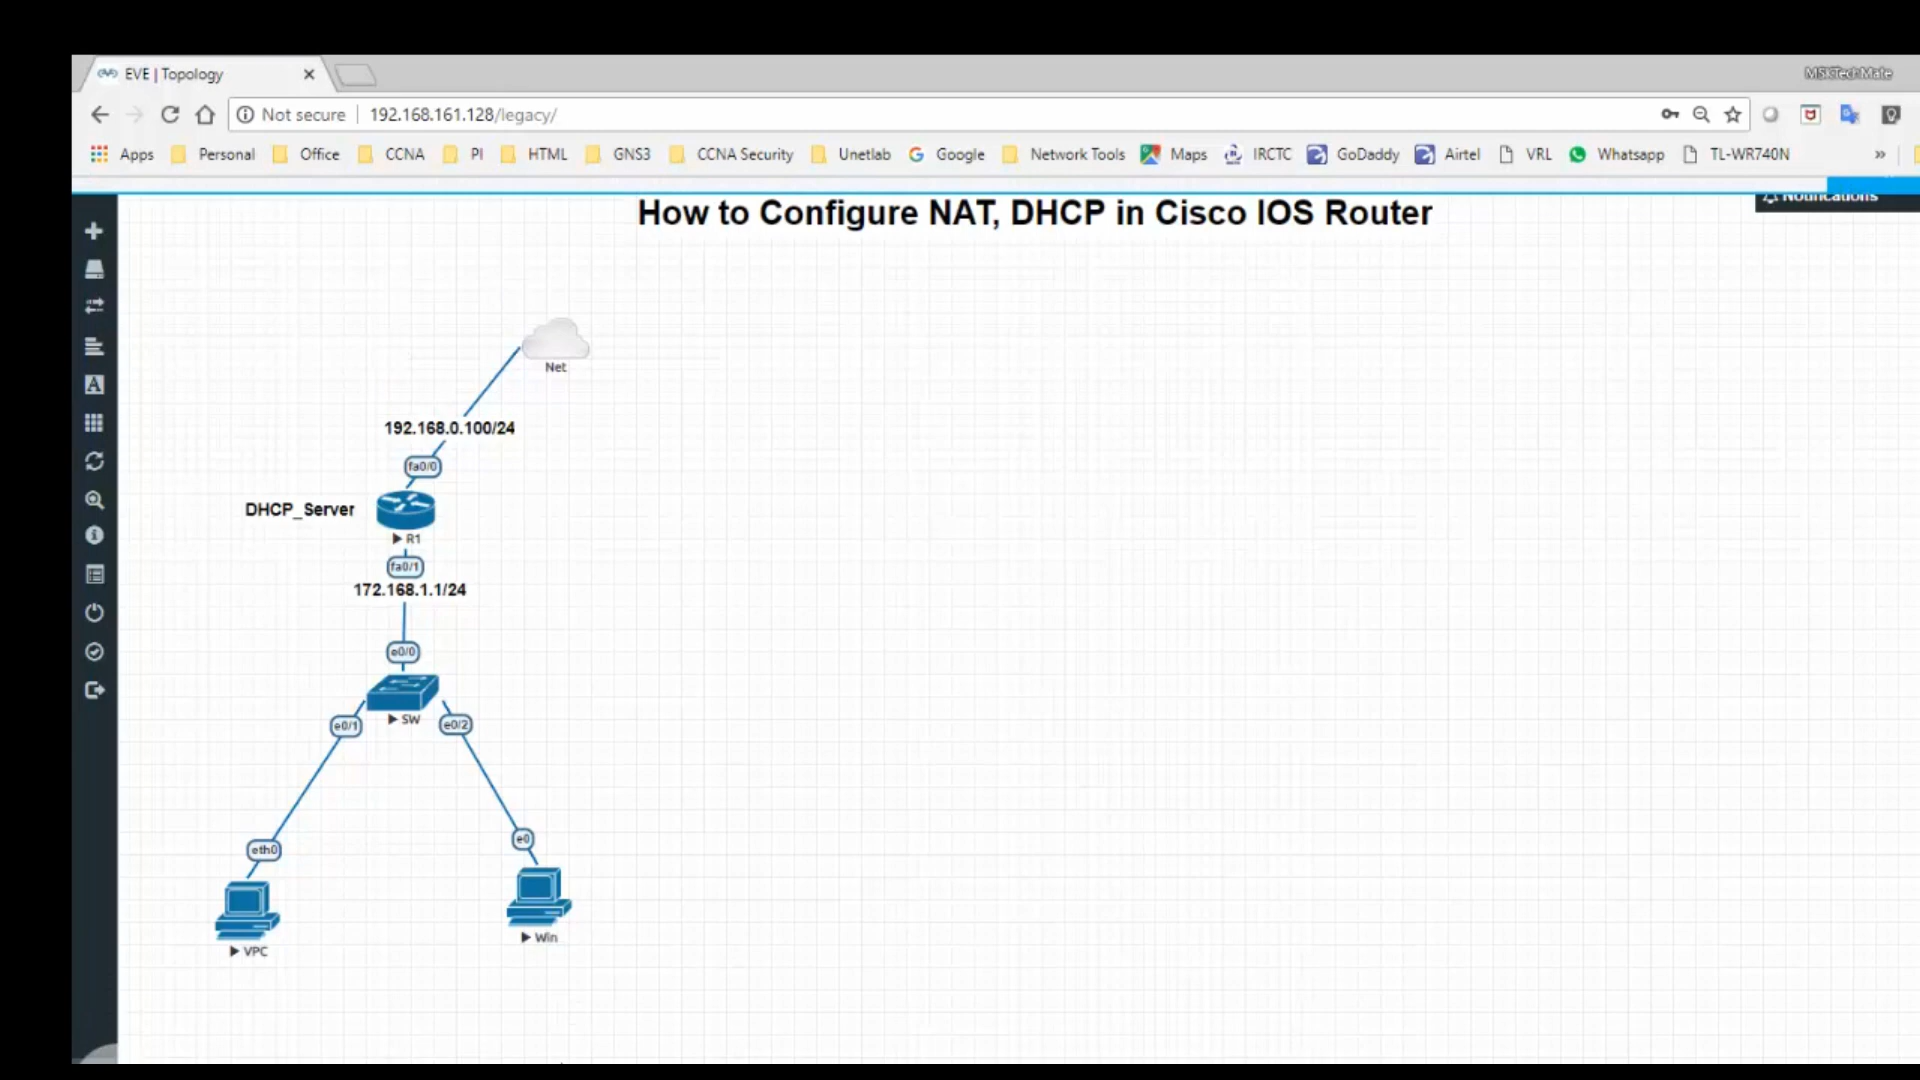 EVE | Topology
MSKTechMate
Not secure 192.168.161.128/legacy/
Apps Personal Office CCNA PI HTML GNS3 CCNA Security Unetlab Google Network Tools Maps IRCTC GoDaddy Airtel VRL Whatsapp TL-WR740N »
Notifications
How to Configure NAT, DHCP in Cisco IOS Router
Net
192.168.0.100/24
fa0/0
DHCP_Server
R1
fa0/1
172.168.1.1/24
e0/0
SW
e0/1 e0/2
e0
eth0
Win
VPC